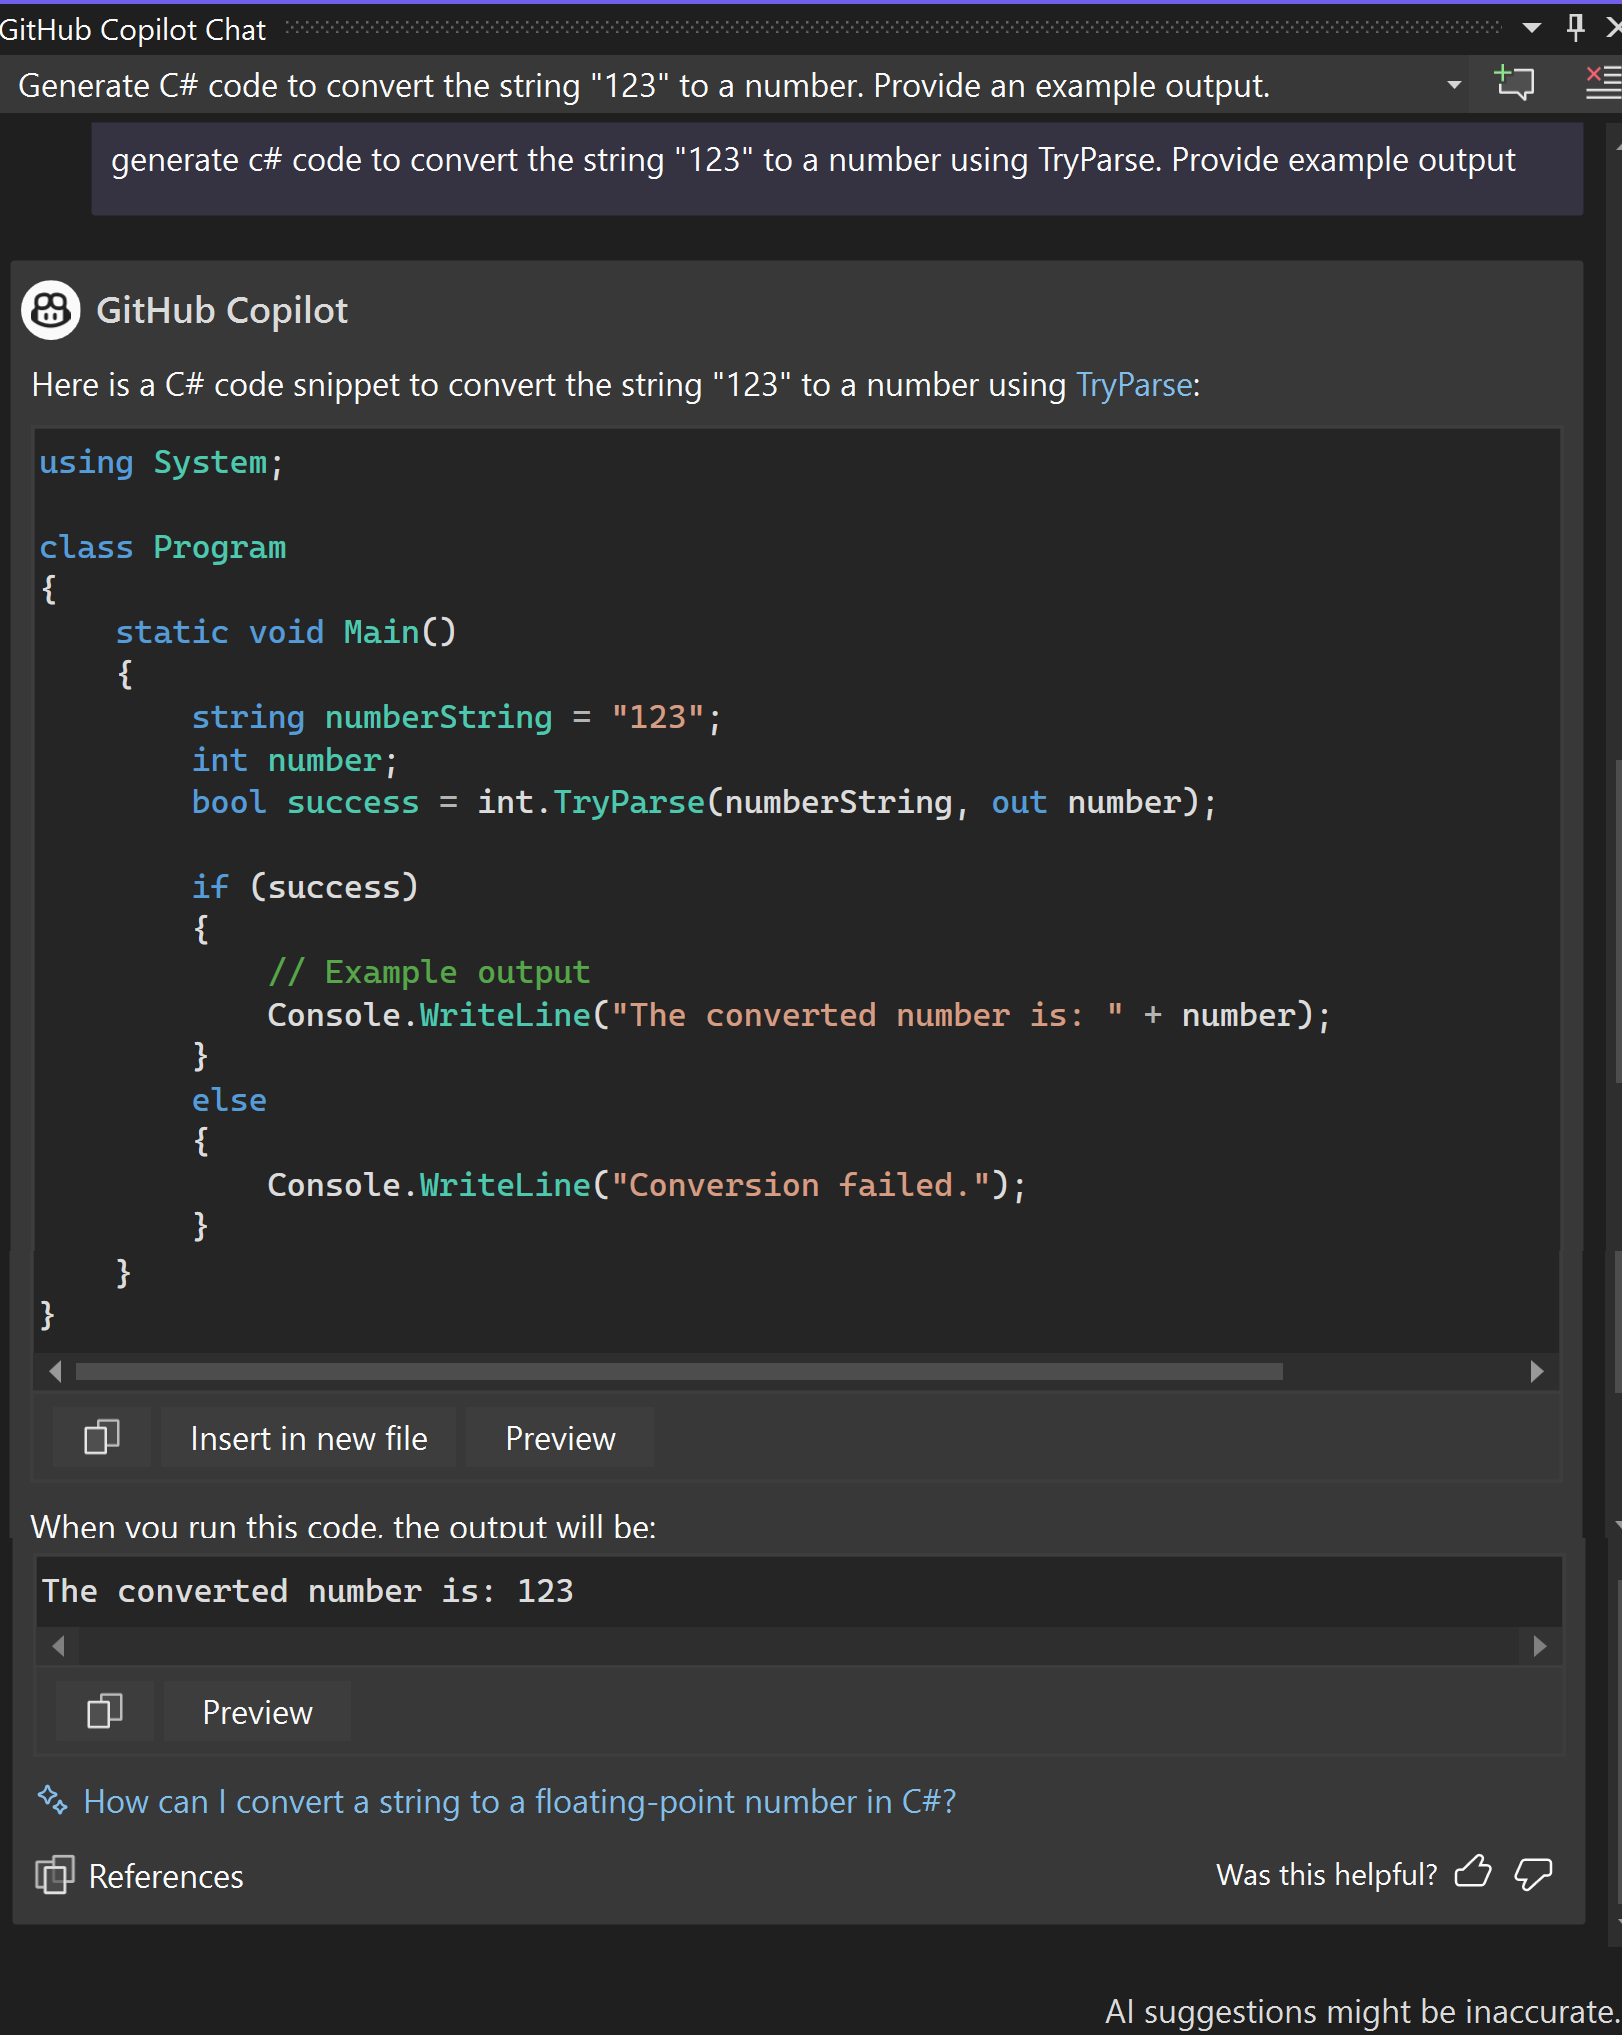 GitHub Copilot Chat
Generate C# code to convert the string "123" to a number. Provide an example output.
generate c# code to convert the string "123" to a number using TryParse. Provide example output
GitHub Copilot
Here is a C# code snippet to convert the string "123" to a number using TryParse:
using System;
class Program
{
    static void Main()
    {
        string numberString = "123";
        int number;
        bool success = int.TryParse(numberString, out number);
        if (success)
        {
            // Example output
            Console.WriteLine("The converted number is: " + number);
        }
        else
        {
            Console.WriteLine("Conversion failed.");
        }
    }
}
Insert in new file Preview
When you run this code, the output will be:
The converted number is: 123
Preview
How can I convert a string to a floating-point number in C#?
References Was this helpful?
AI suggestions might be inaccurate.